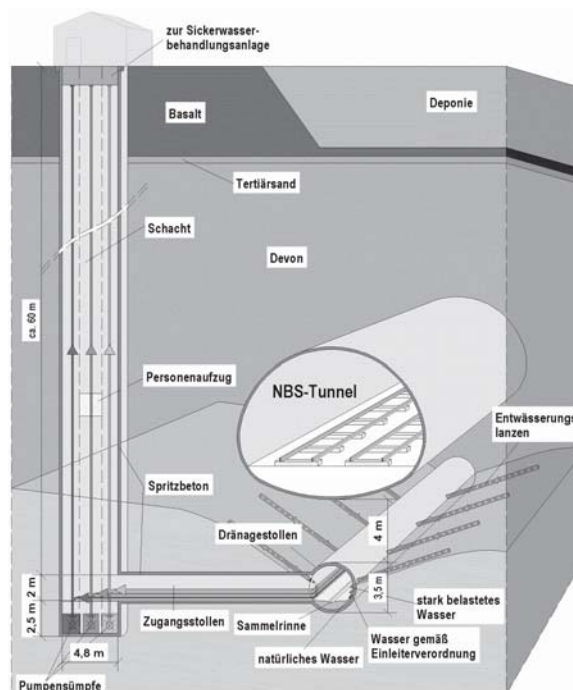 zur Sickerwasser-
behandlungsanlage
Basalt
Deponie
Tertiärsand
Schacht
Devon
ca. 60 m
Personenaufzug
NBS-Tunnel
Entwässerungs
lanzen
Spritzbeton
Dränagestollen
4 m
2 m
3,5 m
2,5 m
Zugangsstollen
Sammelrinne
stark belastetes
Wasser
Wasser gemäß
Einleiterverordnung
natürliches Wasser
4,8 m
Pumpensümpfe